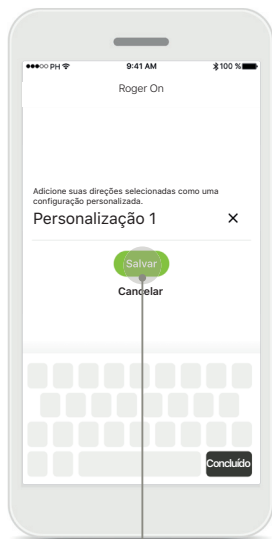 PH 9:41 AM 100 %
Roger On
Adicione suas direções selecionadas como uma
configuração personalizada.
Personalização 1 ×
Salvar
Cancelar
Concluído